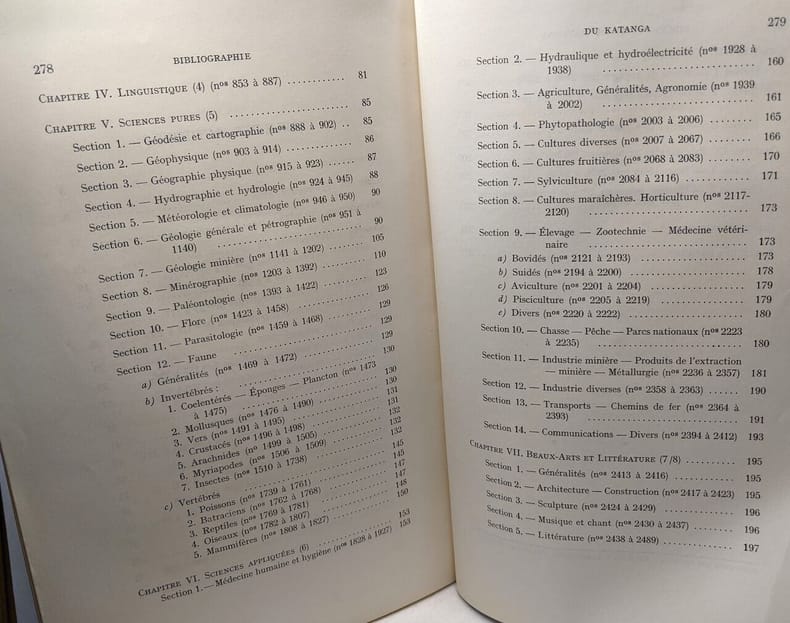 278
BIBLIOGRAPHIE
CHAPITRE IV. LINGUISTIQUE (4) (nos 853 à 887) ........... 81
CHAPITRE V. SCIENCES PURES (5) ........... 85
Section 1. — Géodésie et cartographie (nos 888 à 902) .. 85
Section 2. — Géophysique (nos 903 à 914) ........... 86
Section 3. — Géographie physique (nos 915 à 923) ...... 87
Section 4. — Hydrographie et hydrologie (nos 924 à 945) 88
Section 5. — Météorologie et climatologie (nos 946 à 950) 90
Section 6. — Géologie générale et pétrographie (nos 951 à
1140) ........... 90
Section 7. — Géologie minière (nos 1141 à 1202) ....... 105
Section 8. — Minérographie (nos 1203 à 1392) ........... 110
Section 9. — Paléontologie (nos 1393 à 1422) ........... 123
Section 10. — Flore (nos 1423 à 1458) ........... 126
Section 11. — Parasitologie (nos 1459 à 1468) ........... 129
Section 12. — Faune ........... 129
a) Généralités (nos 1469 à 1472) ........... 129
b) Invertébrés : ........... 130
1. Coelentérés — Éponges — Plancton (nos 1473
à 1475) ........... 130
2. Mollusques (nos 1476 à 1490) ........... 130
3. Vers (nos 1491 à 1495) ........... 131
4. Crustacés (nos 1496 à 1498) ........... 131
5. Arachnides (no 1499 à 1505) ........... 132
6. Myriapodes (nos 1506 à 1509) ........... 132
7. Insectes (nos 1510 à 1738) ........... 132
c) Vertébrés ........... 145
1. Poissons (nos 1739 à 1761) ........... 145
2. Batraciens (nos 1762 à 1768) ........... 147
3. Reptiles (nos 1769 à 1781) ........... 147
4. Oiseaux (nos 1782 à 1807) ........... 148
5. Mammifères (nos 1808 à 1827) ........... 150
CHAPITRE VI. SCIENCES APPLIQUÉES (6) ........... 153
Section 1. — Médecine humaine et hygiène (nos 1828 à 1927) 153
DU KATANGA
279
Section 2. — Hydraulique et hydroélectricité (nos 1928 à
1938) ........... 160
Section 3. — Agriculture, Généralités, Agronomie (nos 1939
à 2002) ........... 161
Section 4. — Phytopathologie (nos 2003 à 2006) ........ 165
Section 5. — Cultures diverses (nos 2007 à 2067) ........ 166
Section 6. — Cultures fruitières (nos 2068 à 2083) ....... 170
Section 7. — Sylviculture (nos 2084 à 2116) ........... 171
Section 8. — Cultures maraîchères. Horticulture (nos 2117-
2120) ........... 173
Section 9. — Élevage — Zootechnie — Médecine vétéri-
naire ........... 173
a) Bovidés (nos 2121 à 2193) ........... 173
b) Suidés (nos 2194 à 2200) ........... 178
c) Aviculture (nos 2201 à 2204) ........... 179
d) Pisciculture (nos 2205 à 2219) ........... 179
e) Divers (nos 2220 à 2222) ........... 180
Section 10. — Chasse — Pêche — Parcs nationaux (nos 2223
à 2235) ........... 180
Section 11. — Industrie minière — Produits de l'extraction
— minière — Métallurgie (nos 2236 à 2357) 181
Section 12. — Industrie diverses (nos 2358 à 2363) ...... 190
Section 13. — Transports — Chemins de fer (nos 2364 à
2393) ........... 191
Section 14. — Communications — Divers (nos 2394 à 2412) 193
CHAPITRE VII. BEAUX-ARTS ET LITTÉRATURE (7/8) ........... 195
Section 1. — Généralités (nos 2413 à 2416) ........... 195
Section 2. — Architecture — Construction (nos 2417 à 2423) 195
Section 3. — Sculpture (nos 2424 à 2429) ........... 196
Section 4. — Musique et chant (nos 2430 à 2437) ........ 196
Section 5. — Littérature (nos 2438 à 2489) ........... 197